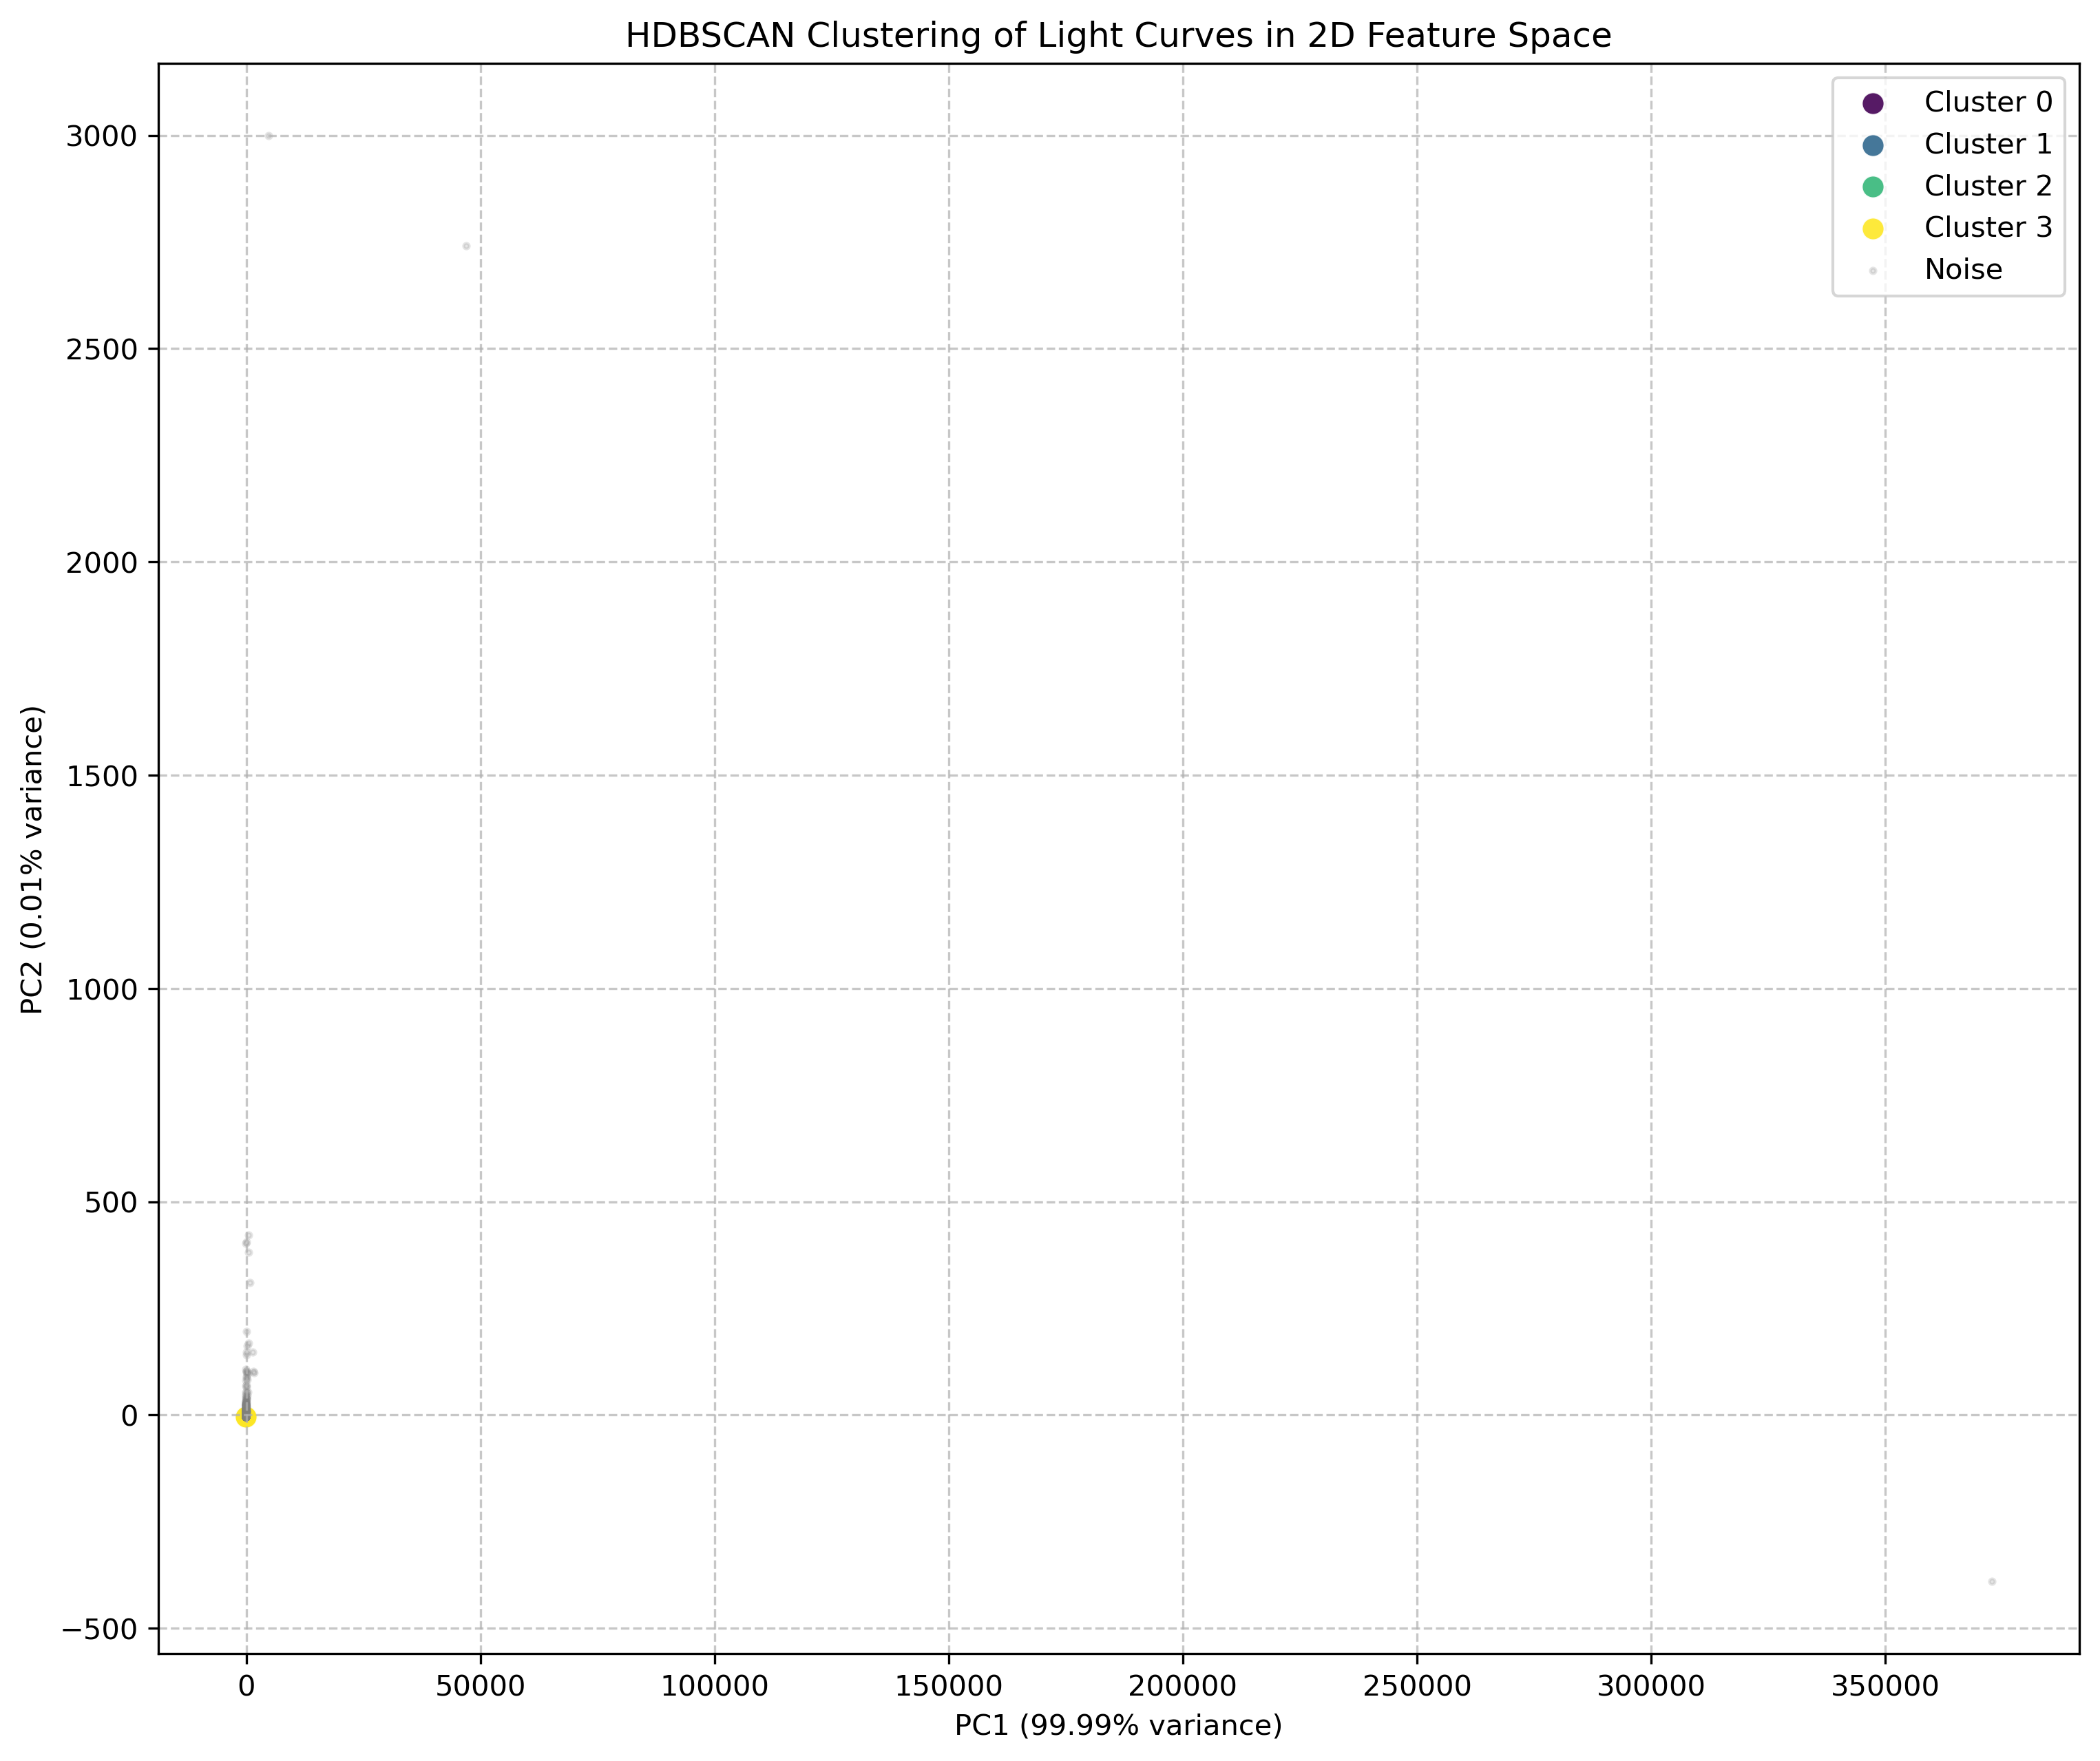 HDBSCAN Clustering of Light Curves in 2D Feature Space
Cluster 0
Cluster 1
Cluster 2
Cluster 3
Noise
PC2 (0.01% variance)
3000
2500
2000
1500
1000
500
0
−500
0 50000 100000 150000 200000 250000 300000 350000
PC1 (99.99% variance)